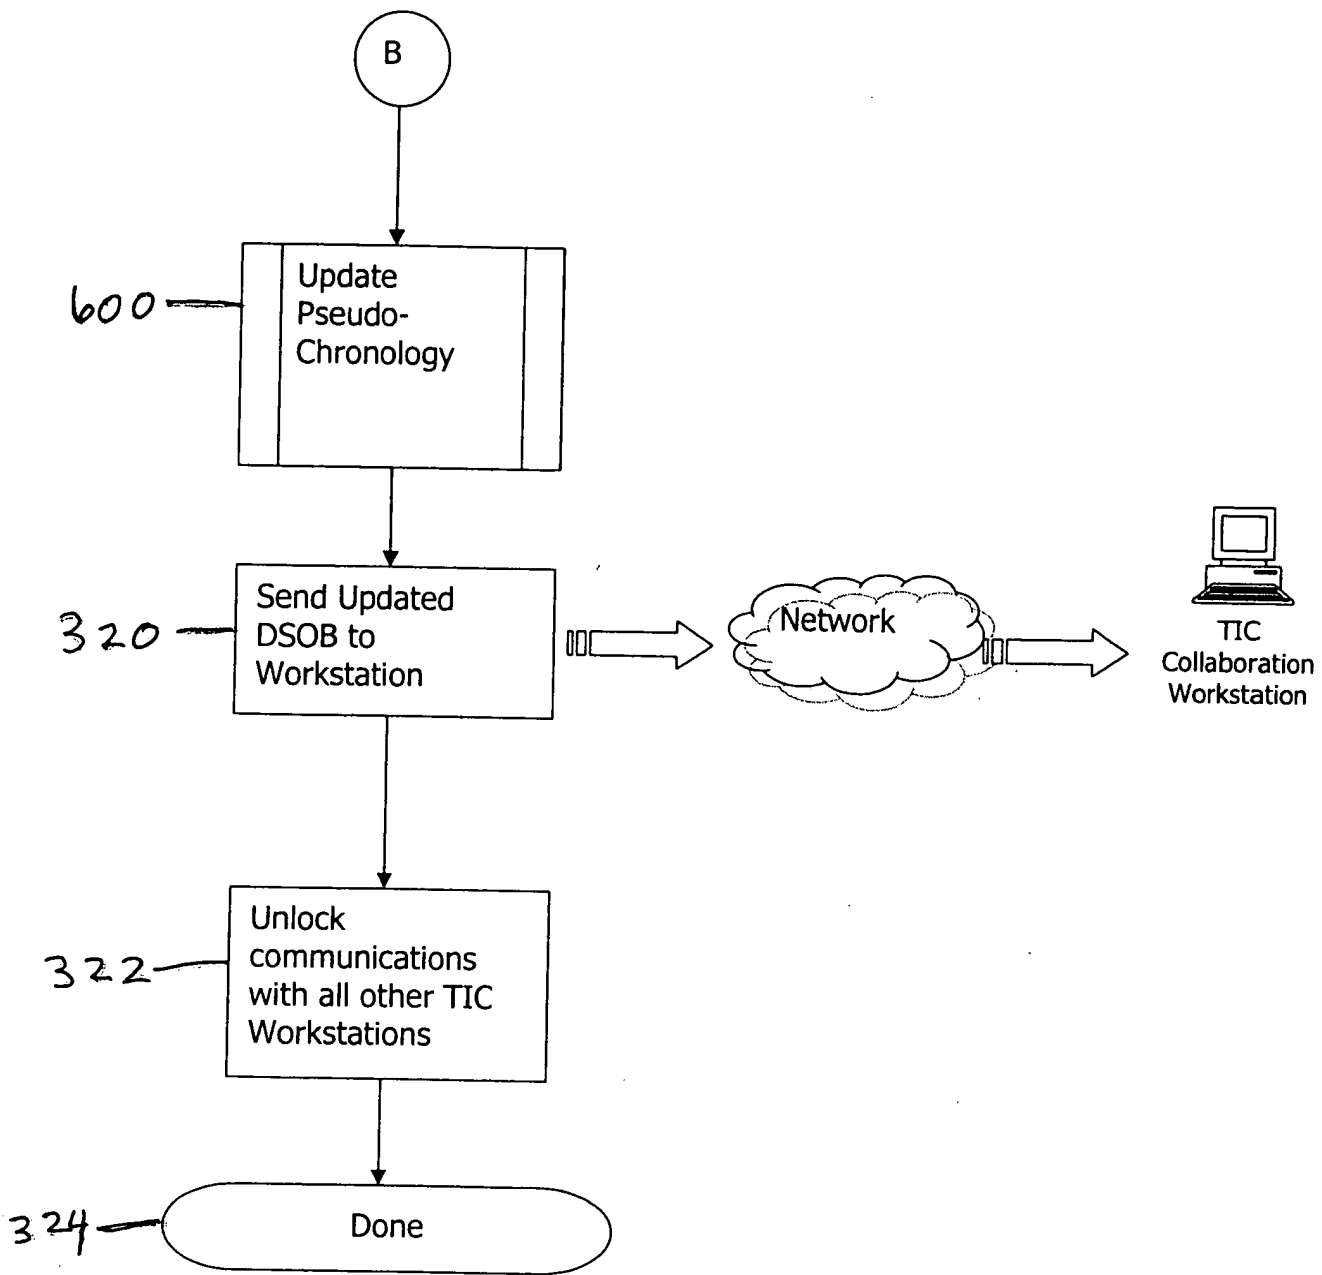 B
600
Update
Pseudo-
Chronology
320
Send Updated
DSOB to
Workstation
Network
TIC
Collaboration
Workstation
322
Unlock
communications
with all other TIC
Workstations
324
Done